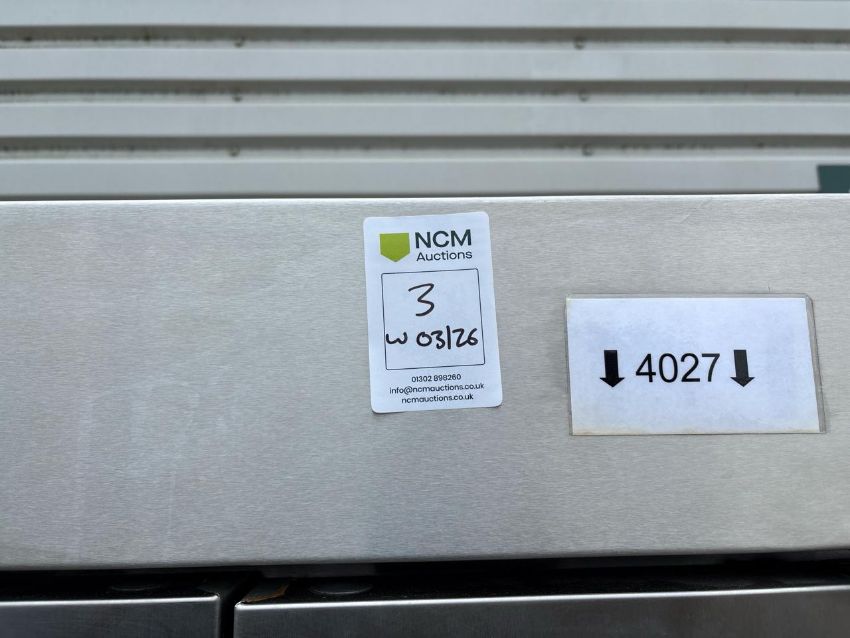 NCM
Auctions
3
W 03/26
01302 898260
info@ncmauctions.co.uk
ncmauctions.co.uk
↓ 4027 ↓